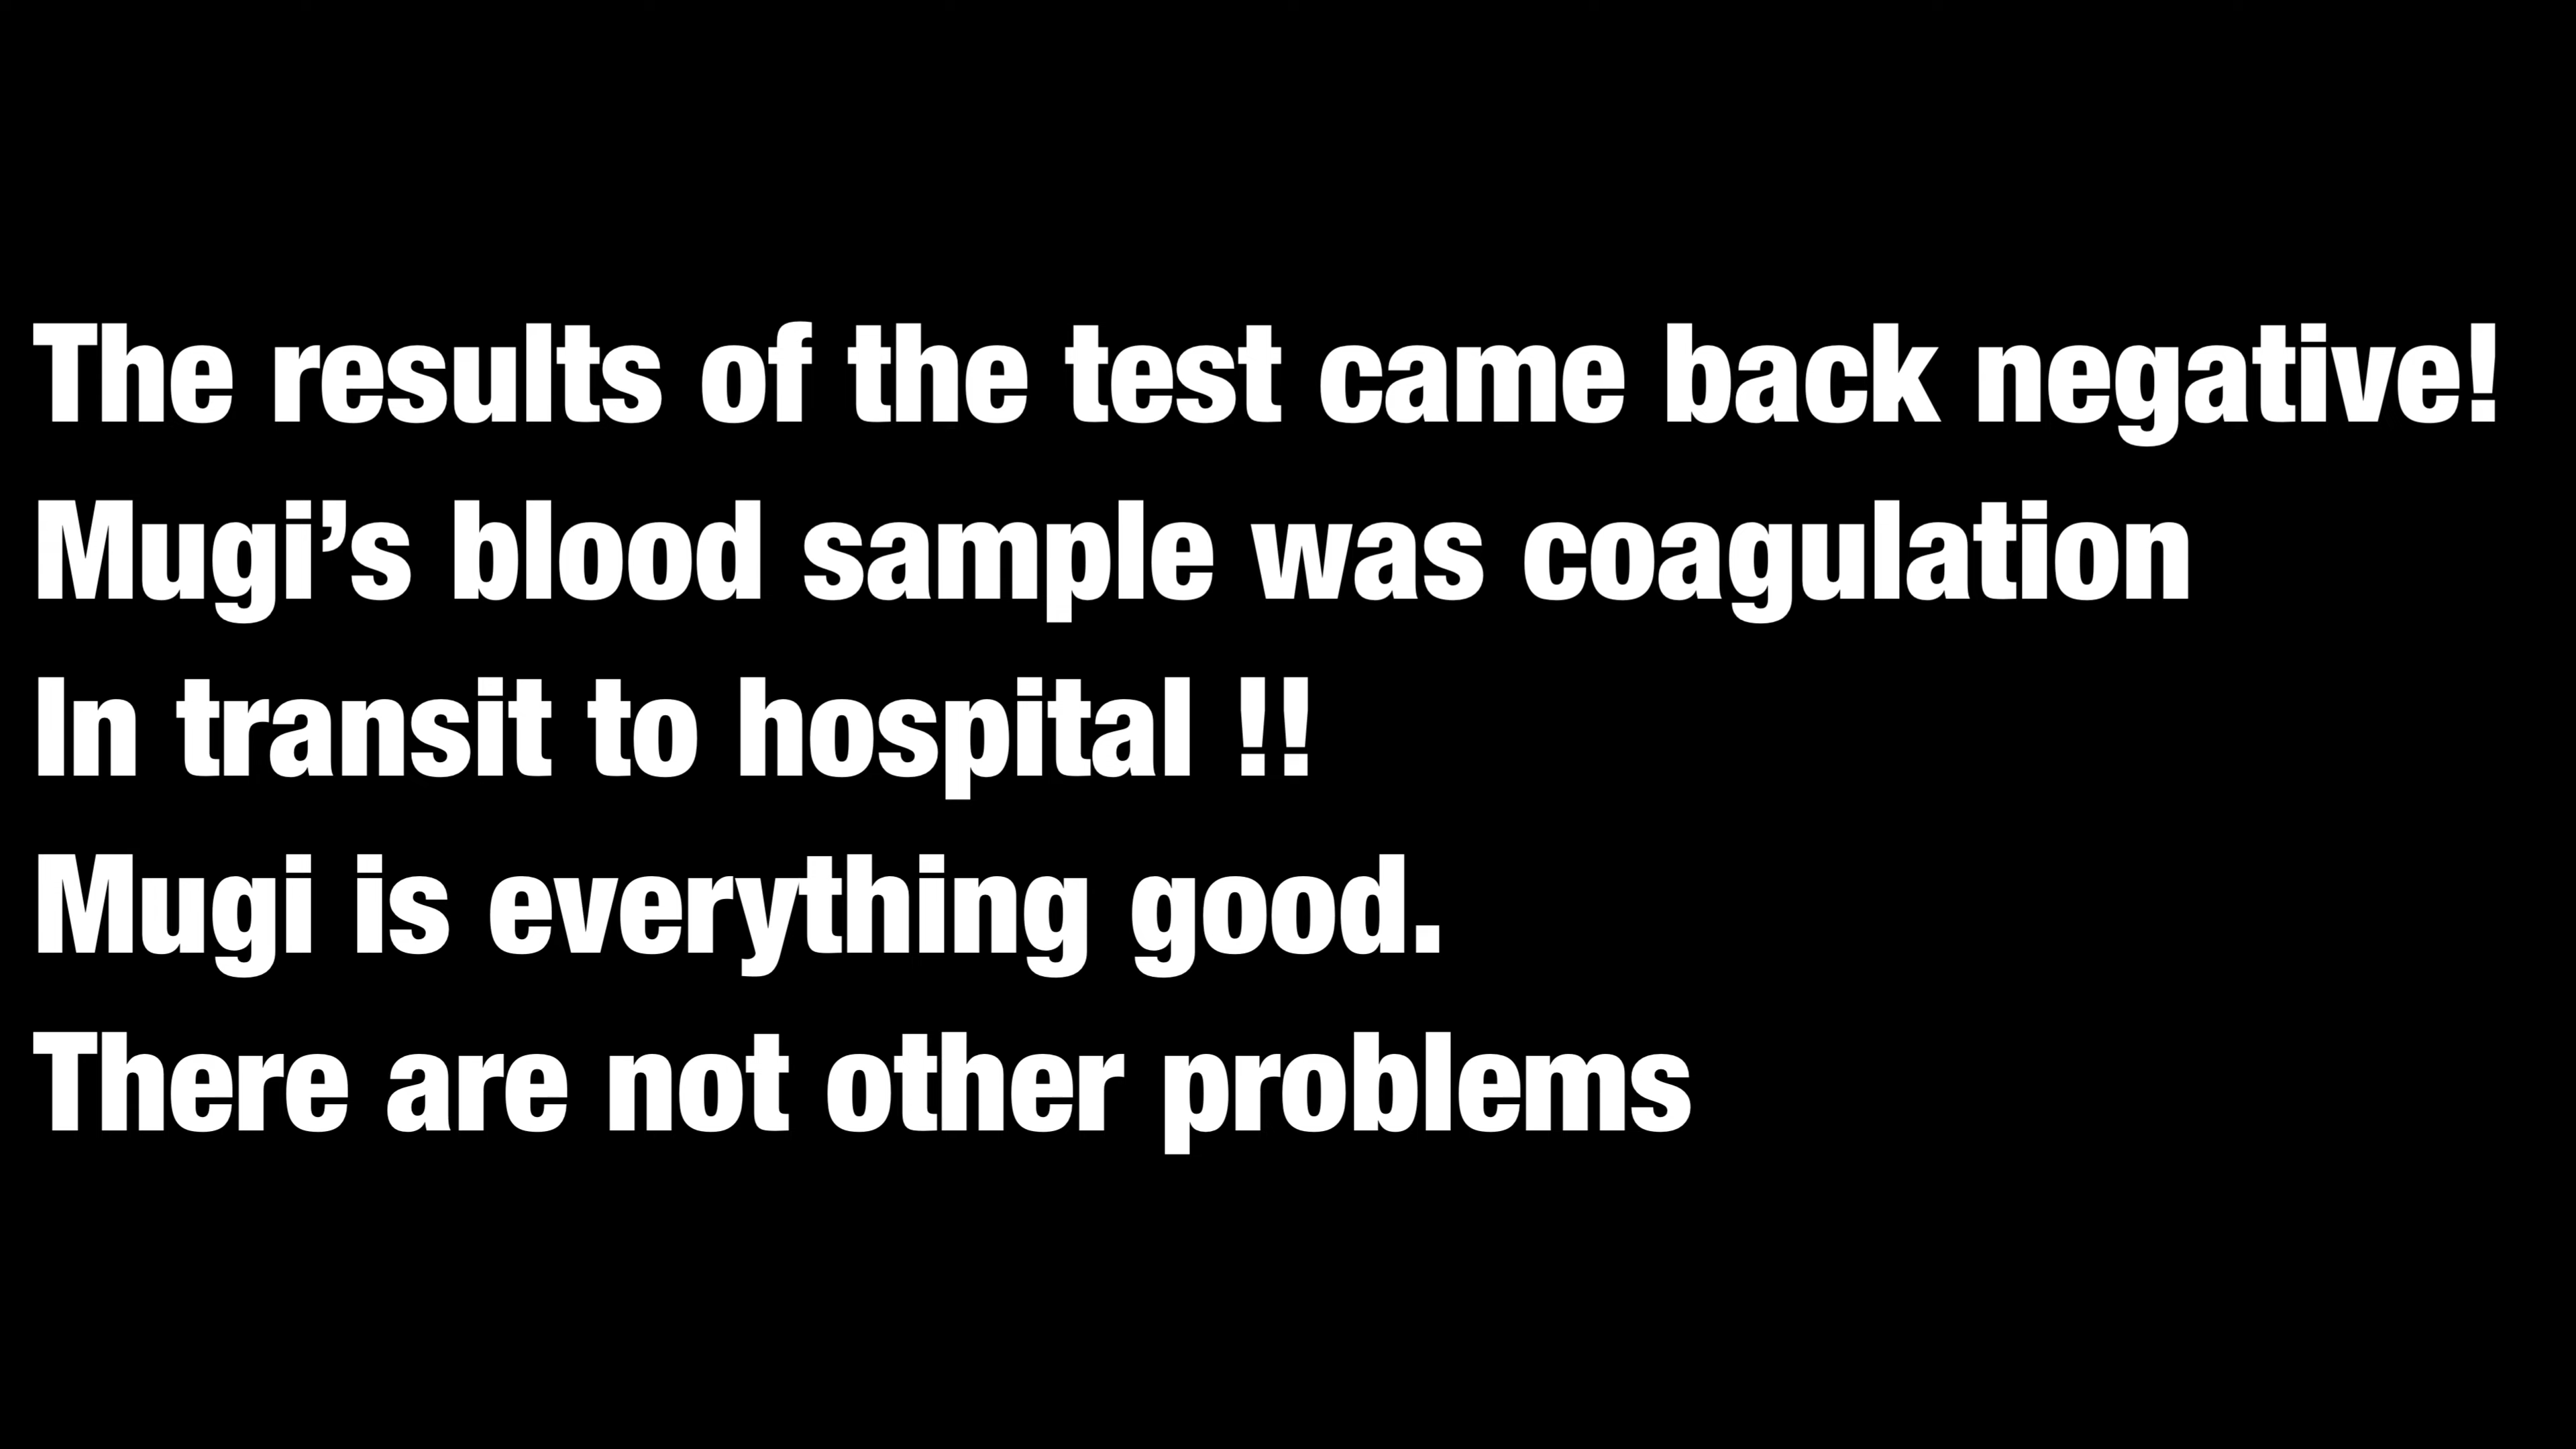 The results of the test came back negative!
Mugi’s blood sample was coagulation
In transit to hospital !!
Mugi is everything good.
There are not other problems